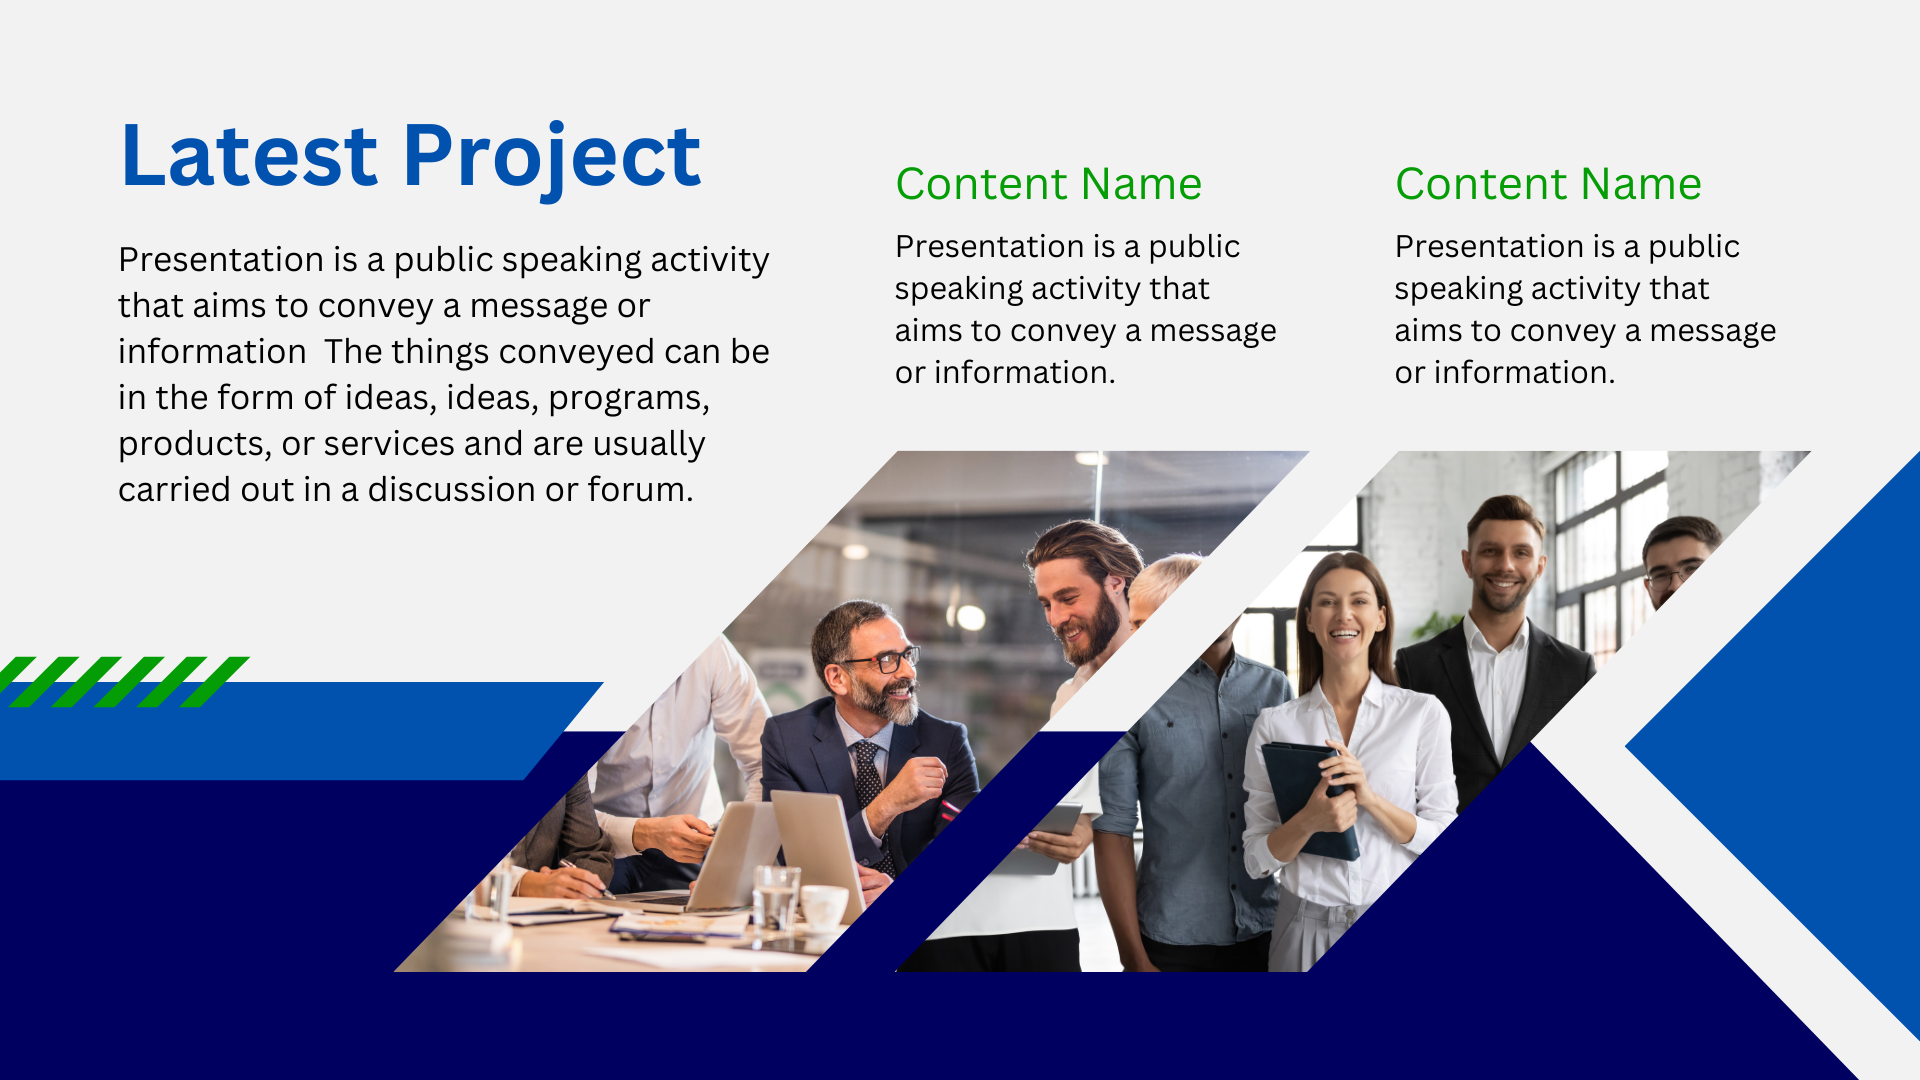 Latest Project
Presentation is a public speaking activity
that aims to convey a message or
information  The things conveyed can be
in the form of ideas, ideas, programs,
products, or services and are usually
carried out in a discussion or forum.
Content Name
Presentation is a public
speaking activity that
aims to convey a message
or information.
Content Name
Presentation is a public
speaking activity that
aims to convey a message
or information.